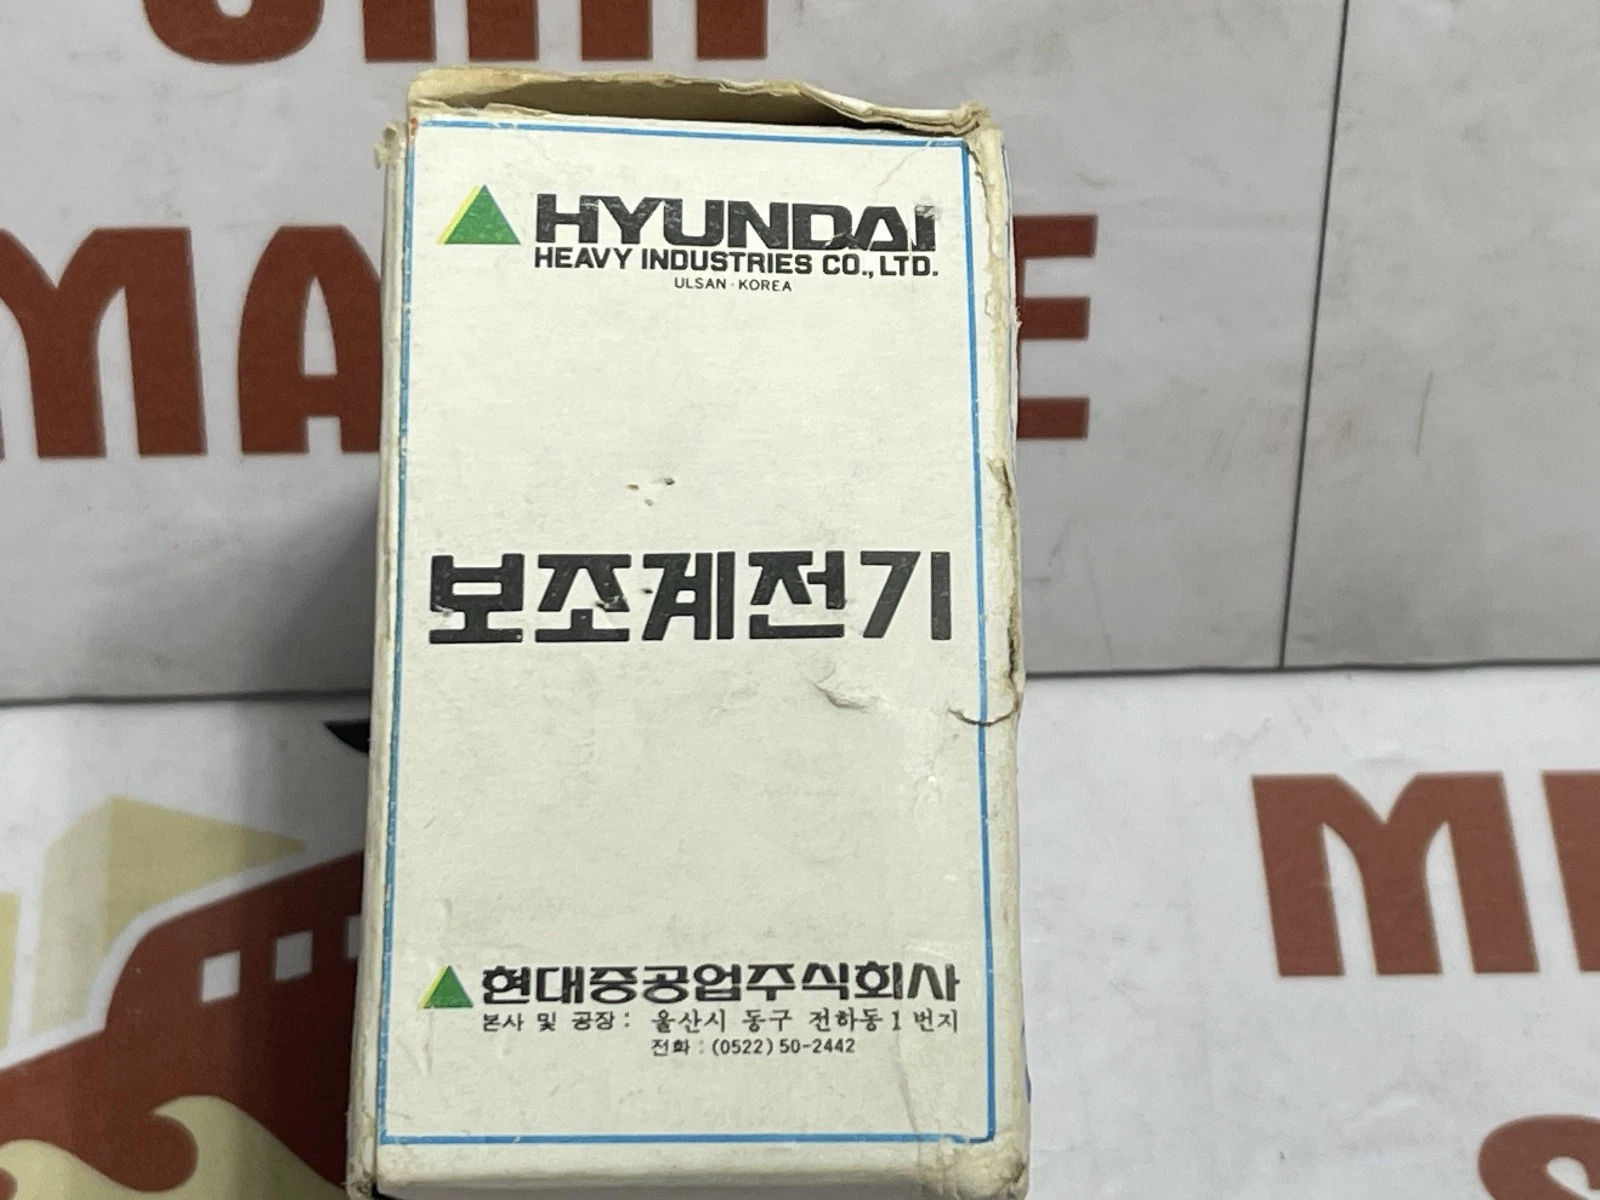 HYUNDAI
HEAVY INDUSTRIES CO., LTD.
ULSAN · KOREA
보조계전기
현대중공업주식회사
본사 및 공장 : 울산시 동구 전하동 1 번지
전화 : (0522) 50-2442